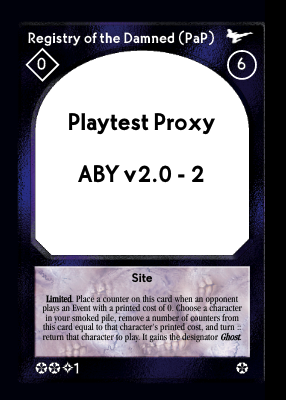 Registry of the Damned (PaP)
0
6
Playtest Proxy
ABY v2.0 - 2
Site
Limited. Place a counter on this card when an opponent
plays an Event with a printed cost of 0. Choose a character
in your smoked pile, remove a number of counters from
this card equal to that character's printed cost, and turn ::
return that character to play. It gains the designator Ghost.
1